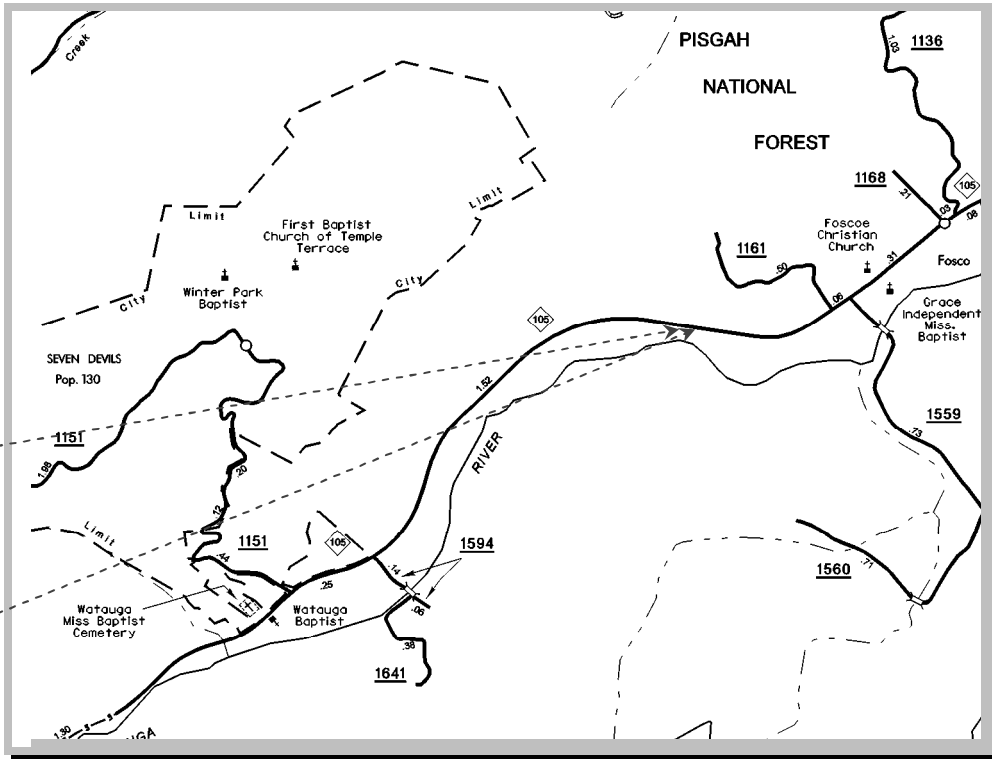 Creek
PISGAH
NATIONAL
FOREST
1.03
1136
1168
.21
105
.03
.08
Limit
Limit
First Baptist
Church of Temple
Terrace
Foscoe
Christian
Church
1161
.50
.31
Fosco
City
City
Winter Park
Baptist
.06
Grace
Independent
Miss.
Baptist
105
SEVEN DEVILS
Pop. 130
1.52
1151
1.98
.20
RIVER
1559
.73
.12
Limit
1151
105
1594
.44
.14
.25
1560
.71
Watauga
Miss Baptist
Cemetery
Watauga
Baptist
.06
.38
1641
1.30
UGA